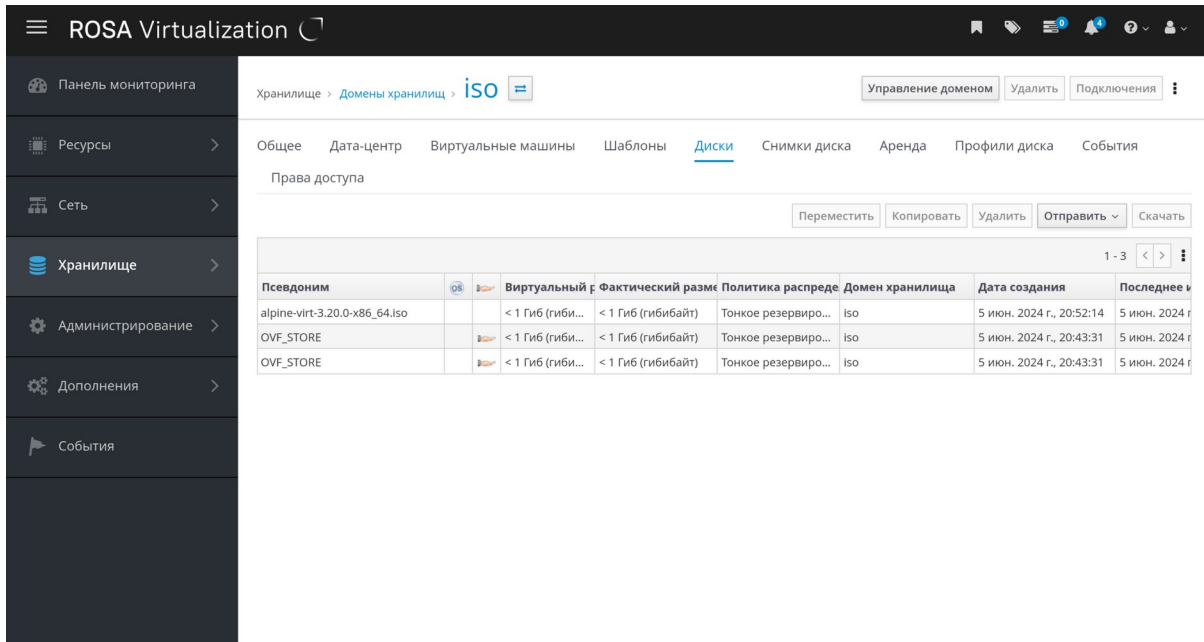 ROSA Virtualization
0
4
Панель мониторинга
Ресурсы
Сеть
Хранилище
Администрирование
Дополнения
События
Хранилище > Домены хранилищ > iso
Управление доменом Удалить Подключения
Общее Дата-центр Виртуальные машины Шаблоны Диски Снимки диска Аренда Профили диска События
Права доступа
Переместить Копировать Удалить Отправить Скачать
1 - 3 < >
Псевдоним OS Виртуальный р Фактический разме Политика распреде Домен хранилища Дата создания Последнее и
alpine-virt-3.20.0-x86_64.iso < 1 Гиб (гиби... < 1 Гиб (гибибайт) Тонкое резервиро... iso 5 июн. 2024 г., 20:52:14 5 июн. 2024 г
OVF_STORE < 1 Гиб (гиби... < 1 Гиб (гибибайт) Тонкое резервиро... iso 5 июн. 2024 г., 20:43:31 5 июн. 2024 г
OVF_STORE < 1 Гиб (гиби... < 1 Гиб (гибибайт) Тонкое резервиро... iso 5 июн. 2024 г., 20:43:31 5 июн. 2024 г